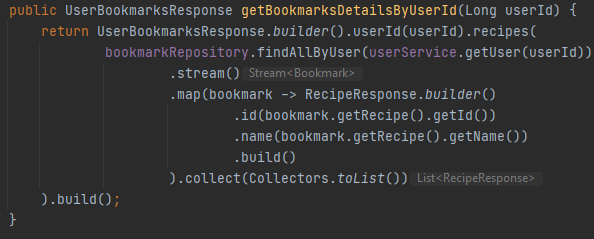 public UserBookmarksResponse getBookmarksDetailsByUserId(Long userId) {
    return UserBookmarksResponse.builder().userId(userId).recipes(
            bookmarkRepository.findAllByUser(userService.getUser(userId))
                    .stream() Stream<Bookmark>
                    .map(bookmark -> RecipeResponse.builder()
                            .id(bookmark.getRecipe().getId())
                            .name(bookmark.getRecipe().getName())
                            .build()
                    ).collect(Collectors.toList()) List<RecipeResponse>
    ).build();
}